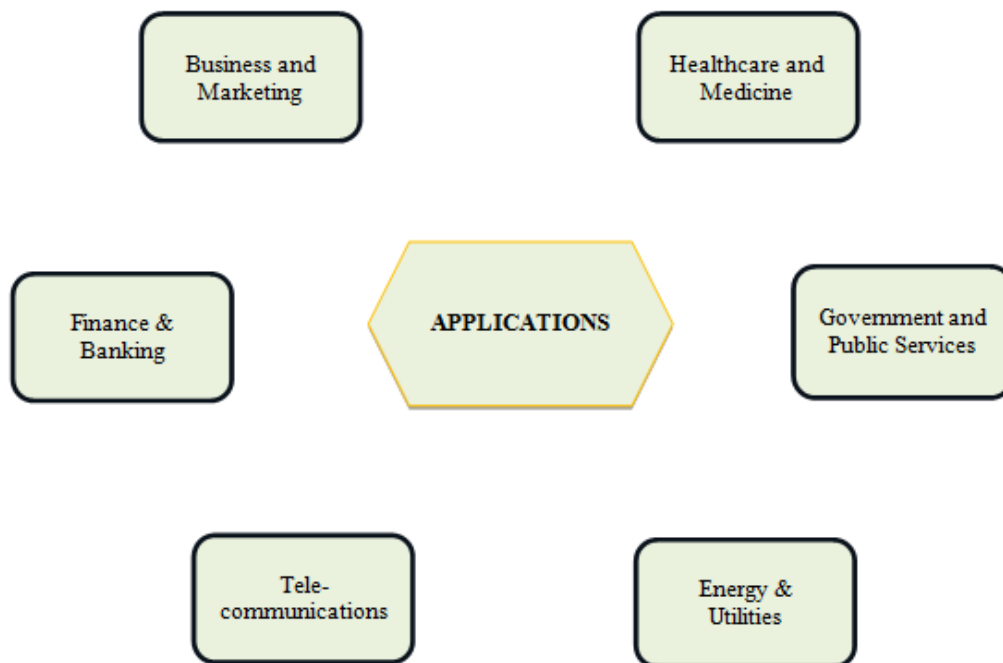 Business and
Marketing
Healthcare and
Medicine
Finance &
Banking
APPLICATIONS
Government and
Public Services
Tele-
communications
Energy &
Utilities